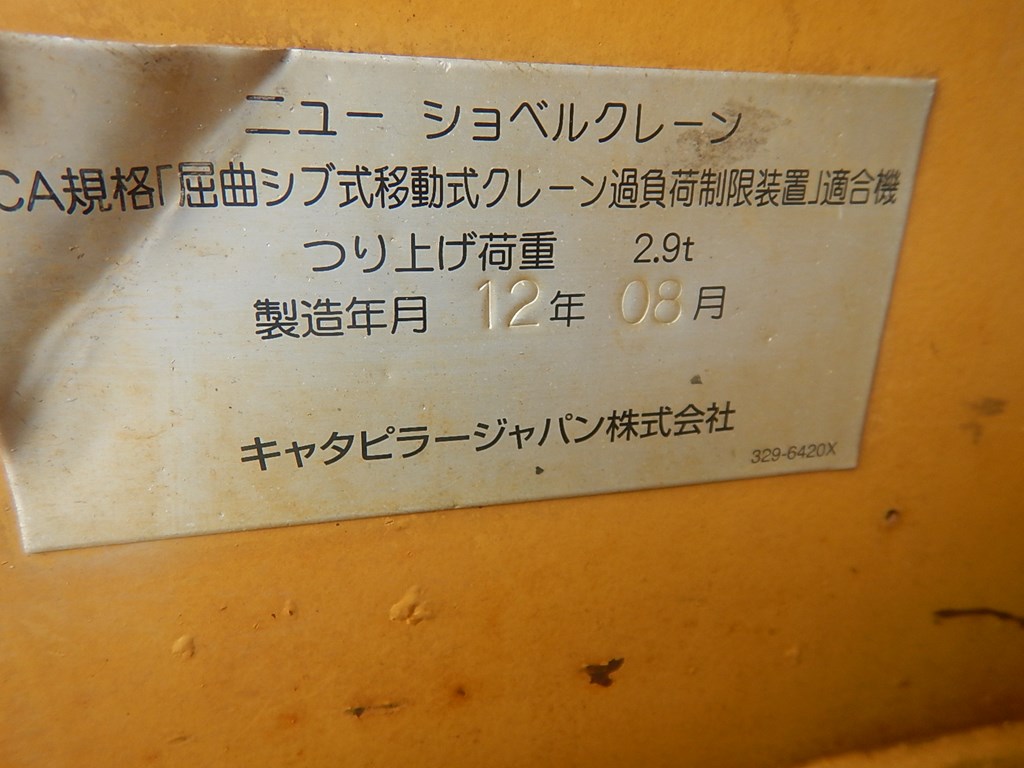 ニュー ショベルクレーン
CA規格「屈曲ジブ式移動式クレーン過負荷制限装置」適合機
つり上げ荷重 2.9t
製造年月 12年 08月
キャタピラージャパン株式会社
329-6420X